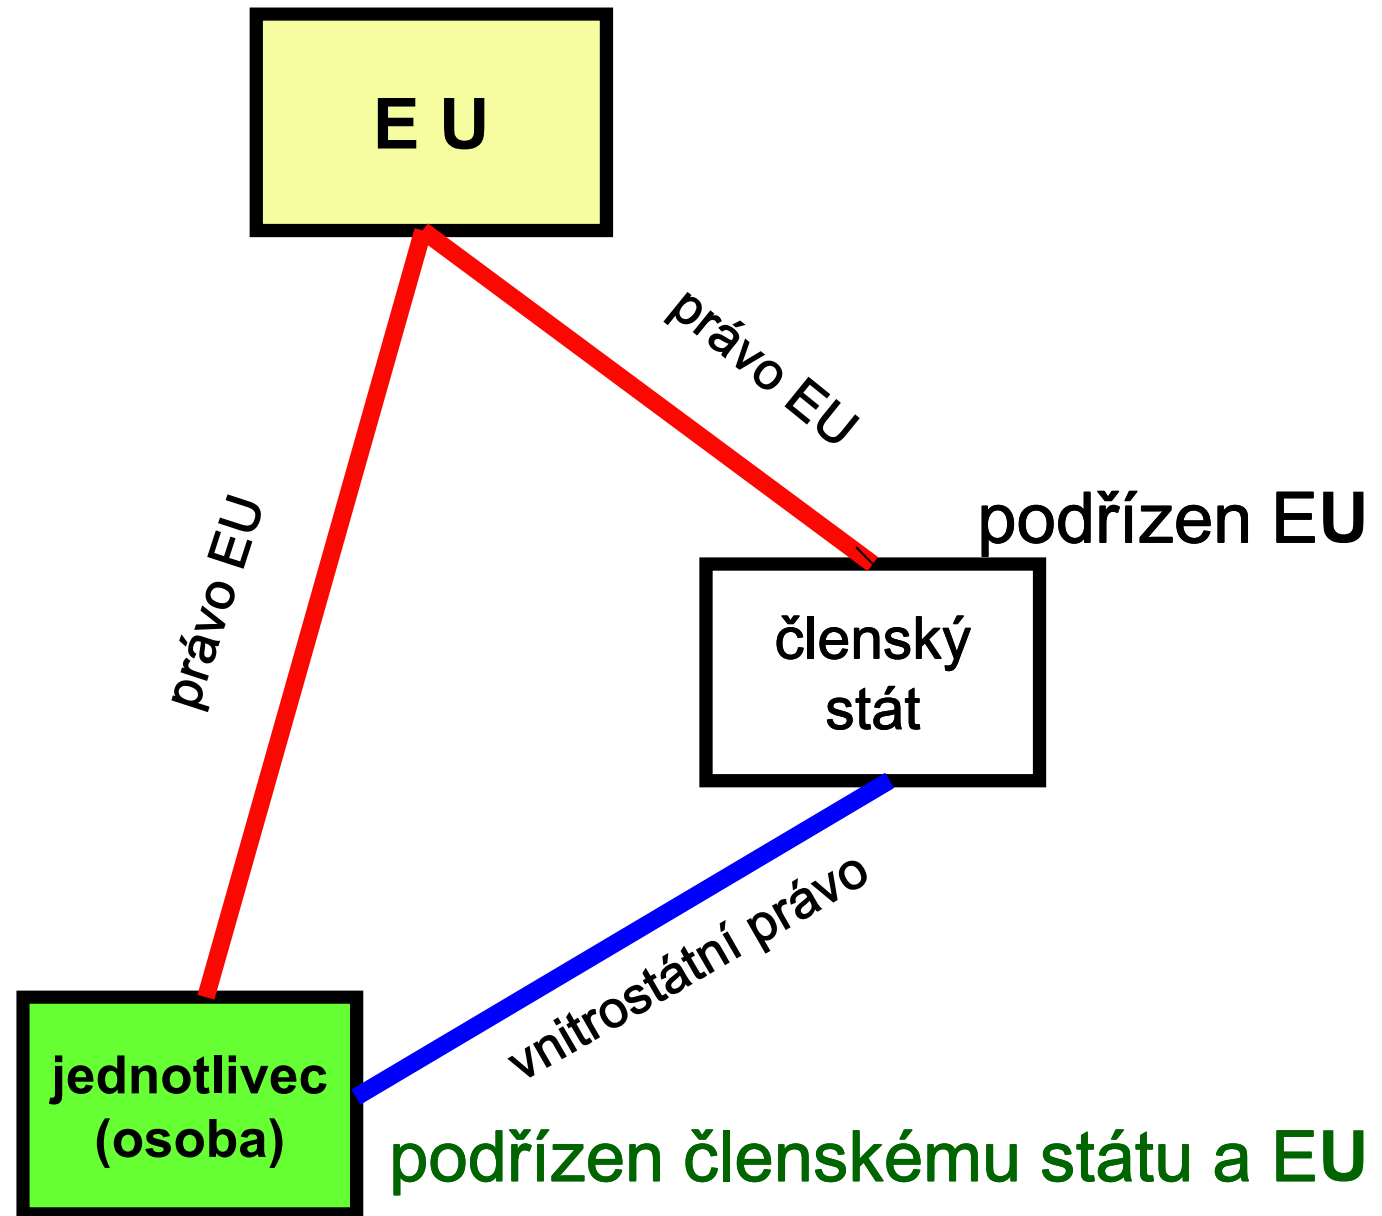 E U
právo EU
právo EU
podřízen EU
členský
stát
vnitrostátní právo
jednotlivec
(osoba)
podřízen členskému státu a EU